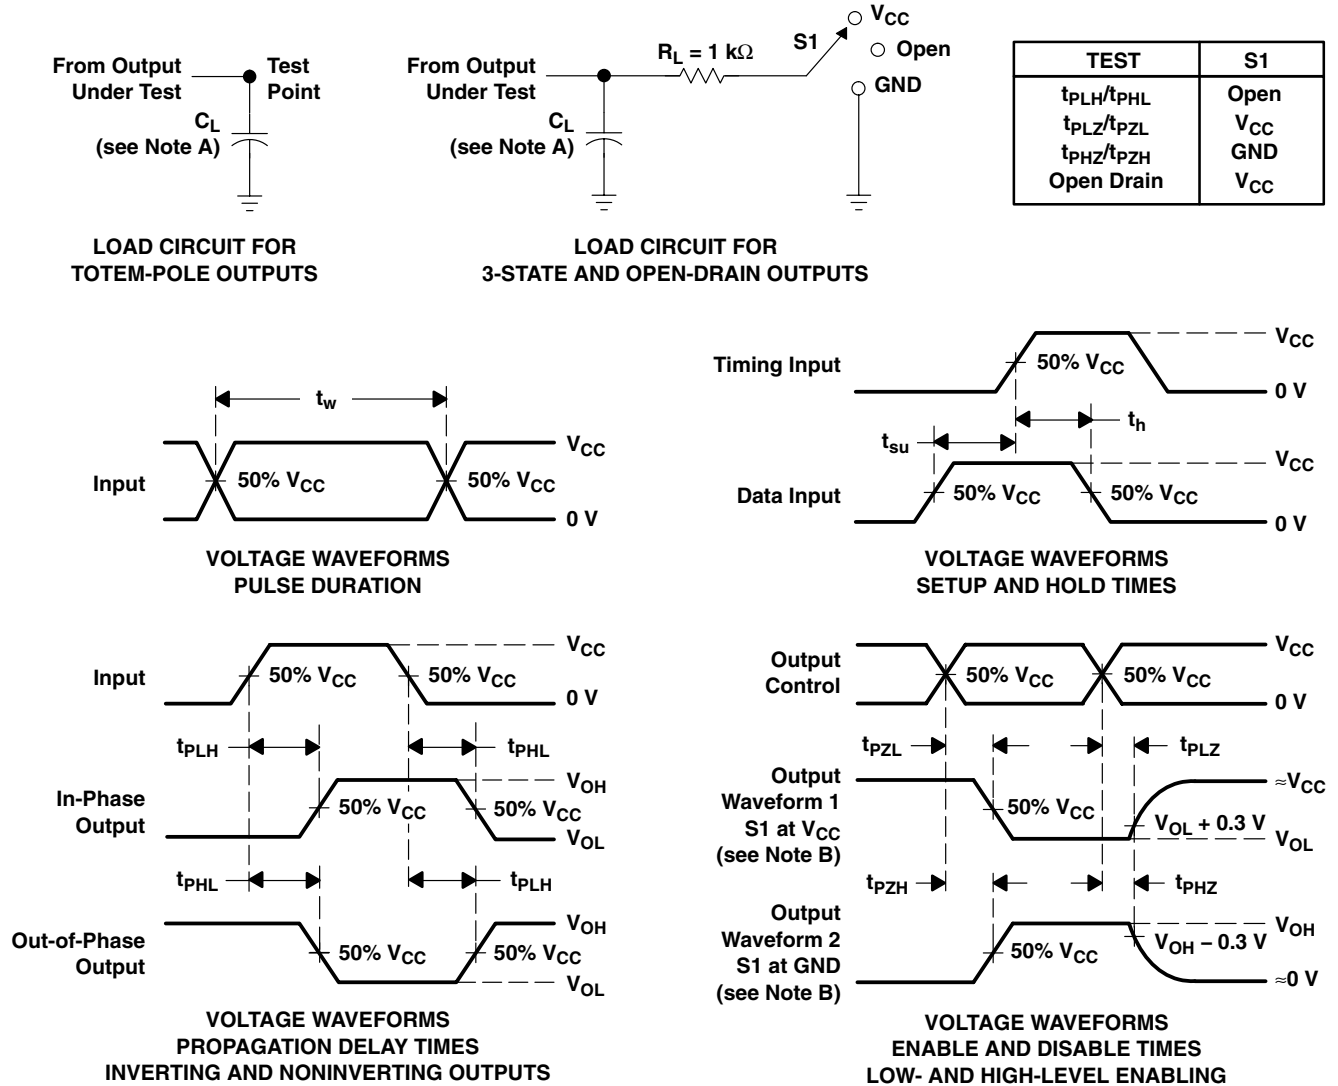 From Output
Under Test
Test
Point
CL
(see Note A)
LOAD CIRCUIT FOR
TOTEM-POLE OUTPUTS
From Output
Under Test
CL
(see Note A)
RL = 1 kΩ
S1
VCC
Open
GND
LOAD CIRCUIT FOR
3-STATE AND OPEN-DRAIN OUTPUTS
TEST S1
tPLH/tPHL Open
tPLZ/tPZL VCC
tPHZ/tPZH GND
Open Drain VCC
tw
Input
50% VCC
50% VCC
VCC
0 V
VOLTAGE WAVEFORMS
PULSE DURATION
Timing Input
50% VCC
VCC
0 V
tsu
th
Data Input
50% VCC
50% VCC
VCC
0 V
VOLTAGE WAVEFORMS
SETUP AND HOLD TIMES
Input
50% VCC
50% VCC
VCC
0 V
tPLH
tPHL
In-Phase
Output
50% VCC
50% VCC
VOH
VOL
tPHL
tPLH
Out-of-Phase
Output
50% VCC
50% VCC
VOH
VOL
VOLTAGE WAVEFORMS
PROPAGATION DELAY TIMES
INVERTING AND NONINVERTING OUTPUTS
Output
Control
50% VCC
50% VCC
VCC
0 V
tPZL
tPLZ
Output
Waveform 1
S1 at VCC
(see Note B)
50% VCC
VOL + 0.3 V
≈VCC
VOL
tPZH
tPHZ
Output
Waveform 2
S1 at GND
(see Note B)
50% VCC
VOH − 0.3 V
VOH
≈0 V
VOLTAGE WAVEFORMS
ENABLE AND DISABLE TIMES
LOW- AND HIGH-LEVEL ENABLING